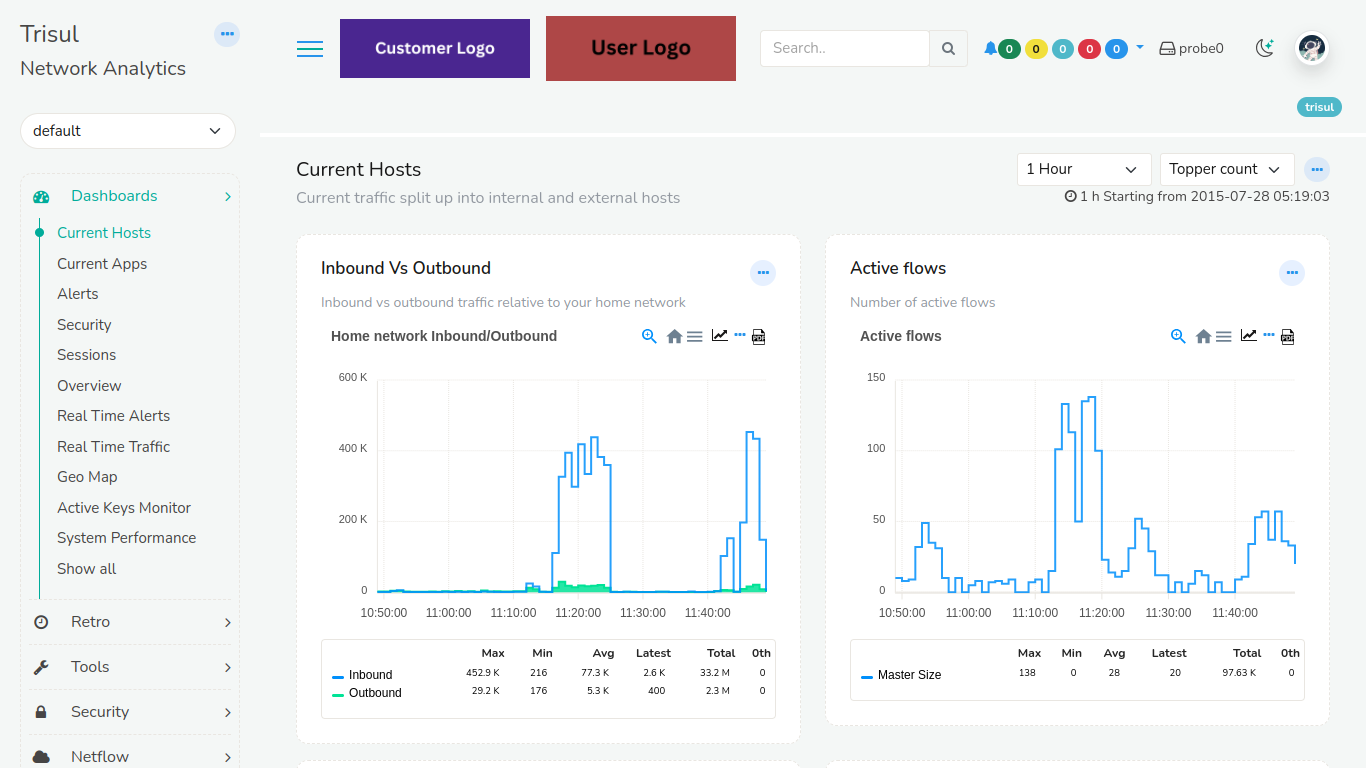 Trisul
Network Analytics
default
Dashboards
Current Hosts
Current Apps
Alerts
Security
Sessions
Overview
Real Time Alerts
Real Time Traffic
Geo Map
Active Keys Monitor
System Performance
Show all
Retro
Tools
Security
Netflow
Customer Logo
User Logo
Search..
0 0 0 0 0
probe0
trisul
Current Hosts
Current traffic split up into internal and external hosts
1 Hour
Topper count
1 h Starting from 2015-07-28 05:19:03
Inbound Vs Outbound
Inbound vs outbound traffic relative to your home network
Home network Inbound/Outbound
PDF
600 K
400 K
200 K
0
10:50:00 11:00:00 11:10:00 11:20:00 11:30:00 11:40:00
Max Min Avg Latest Total 0th
Inbound 452.9 K 216 77.3 K 2.6 K 33.2 M 0
Outbound 29.2 K 176 5.3 K 400 2.3 M 0
Active flows
Number of active flows
Active flows
PDF
150
100
50
0
10:50:00 11:00:00 11:10:00 11:20:00 11:30:00 11:40:00
Max Min Avg Latest Total 0th
Master Size 138 0 28 20 97.63 K 0